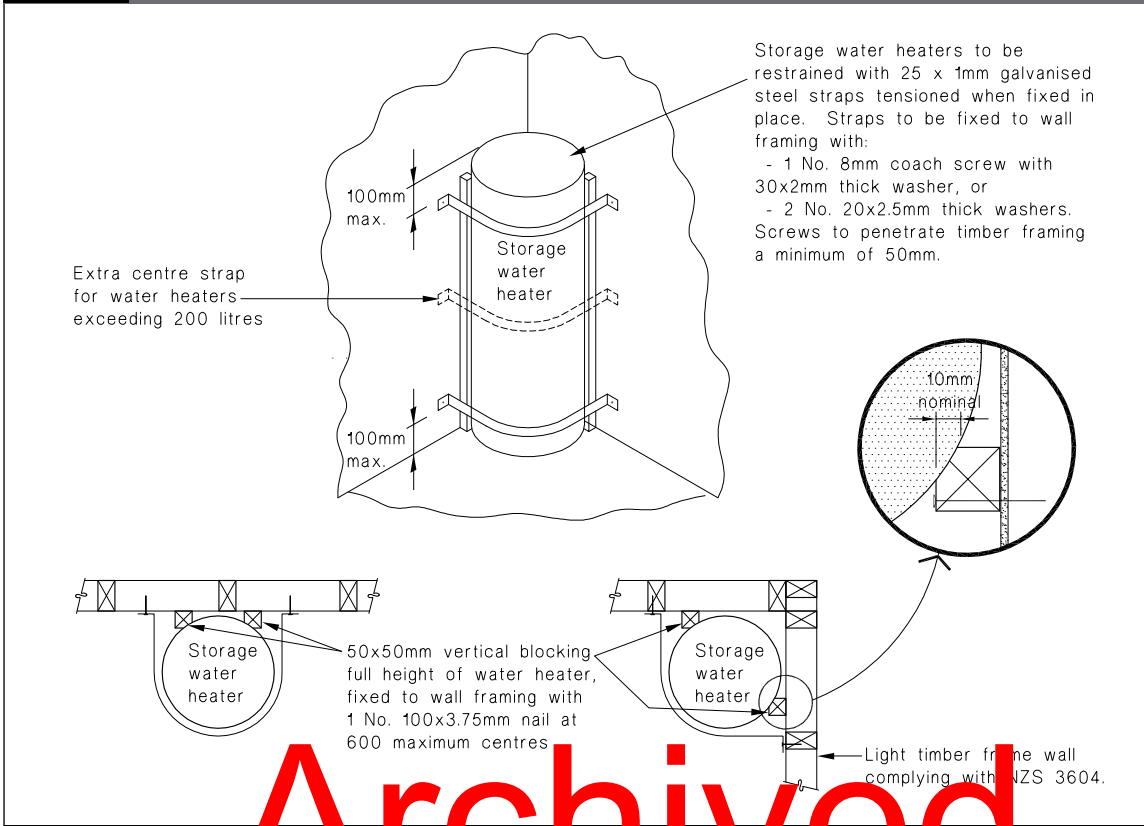 Storage water heaters to be
restrained with 25 x 1mm galvanised
steel straps tensioned when fixed in
place. Straps to be fixed to wall
framing with:
- 1 No. 8mm coach screw with
30x2mm thick washer, or
- 2 No. 20x2.5mm thick washers.
Screws to penetrate timber framing
a minimum of 50mm.
100mm
max.
Storage
water
heater
Extra centre strap
for water heaters
exceeding 200 litres
100mm
max.
10mm
nominal
Storage
water
heater
50x50mm vertical blocking
full height of water heater,
fixed to wall framing with
1 No. 100x3.75mm nail at
600 maximum centres
Storage
water
heater
Light timber frame wall
complying with NZS 3604.
Archived